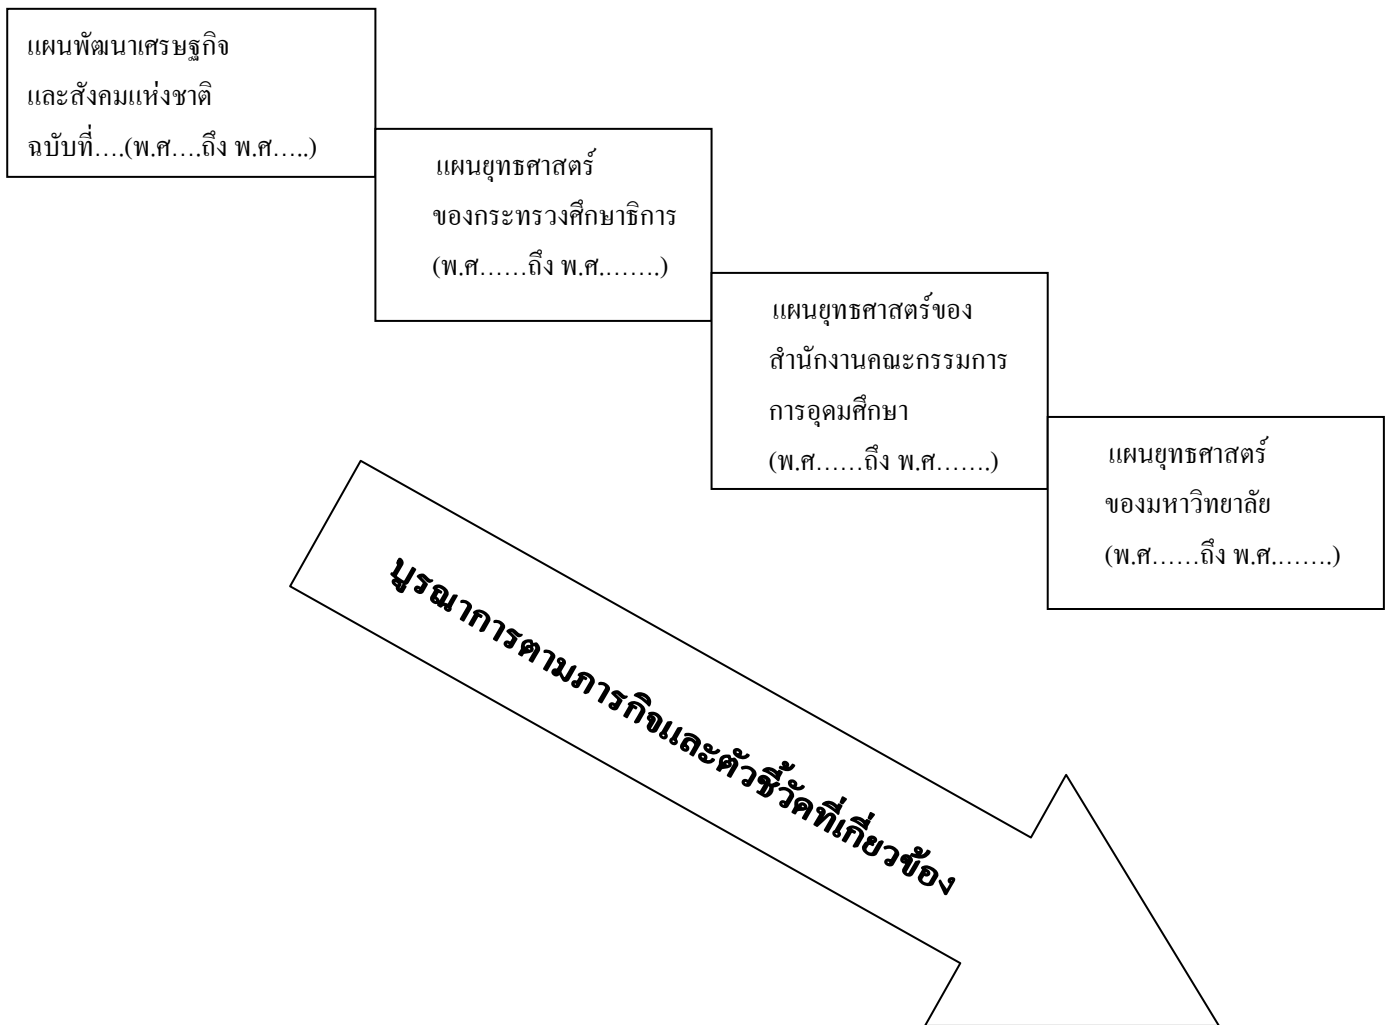 แผนพัฒนาเศรษฐกิจ
และสังคมแห่งชาติ
ฉบับที่....(พ.ศ....ถึง พ.ศ.....)
แผนยุทธศาสตร์
ของกระทรวงศึกษาธิการ
(พ.ศ......ถึง พ.ศ........)
แผนยุทธศาสตร์ของ
สำนักงานคณะกรรมการ
การอุดมศึกษา
(พ.ศ......ถึง พ.ศ.......)
แผนยุทธศาสตร์
ของมหาวิทยาลัย
(พ.ศ......ถึง พ.ศ........)
บูรณาการตามภารกิจและตัวชี้วัดที่เกี่ยวข้อง